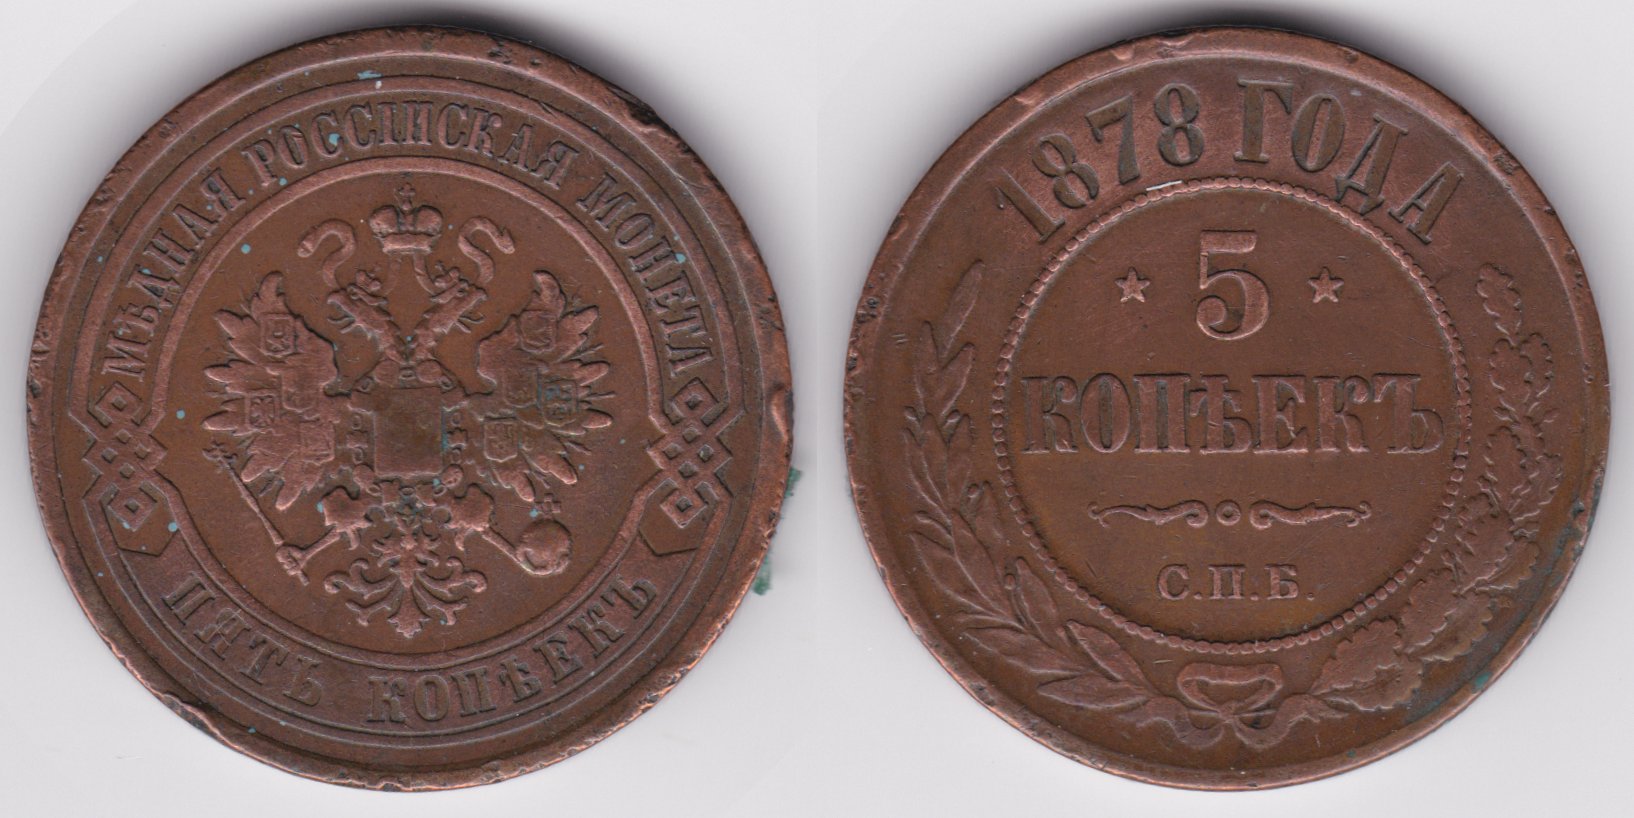 МѢДНАЯ РОССІЙСКАЯ МОНЕТА
ПЯТЬ КОПѢЕКЪ
1878 ГОДА
5
КОПѢЕКЪ
С.П.Б.